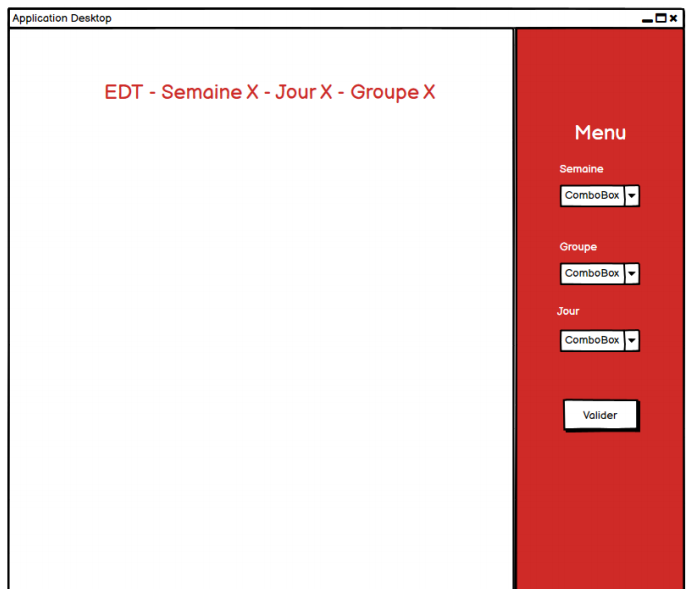 Application Desktop
EDT - Semaine X - Jour X - Groupe X
Menu
Semaine
ComboBox
Groupe
ComboBox
Jour
ComboBox
Valider